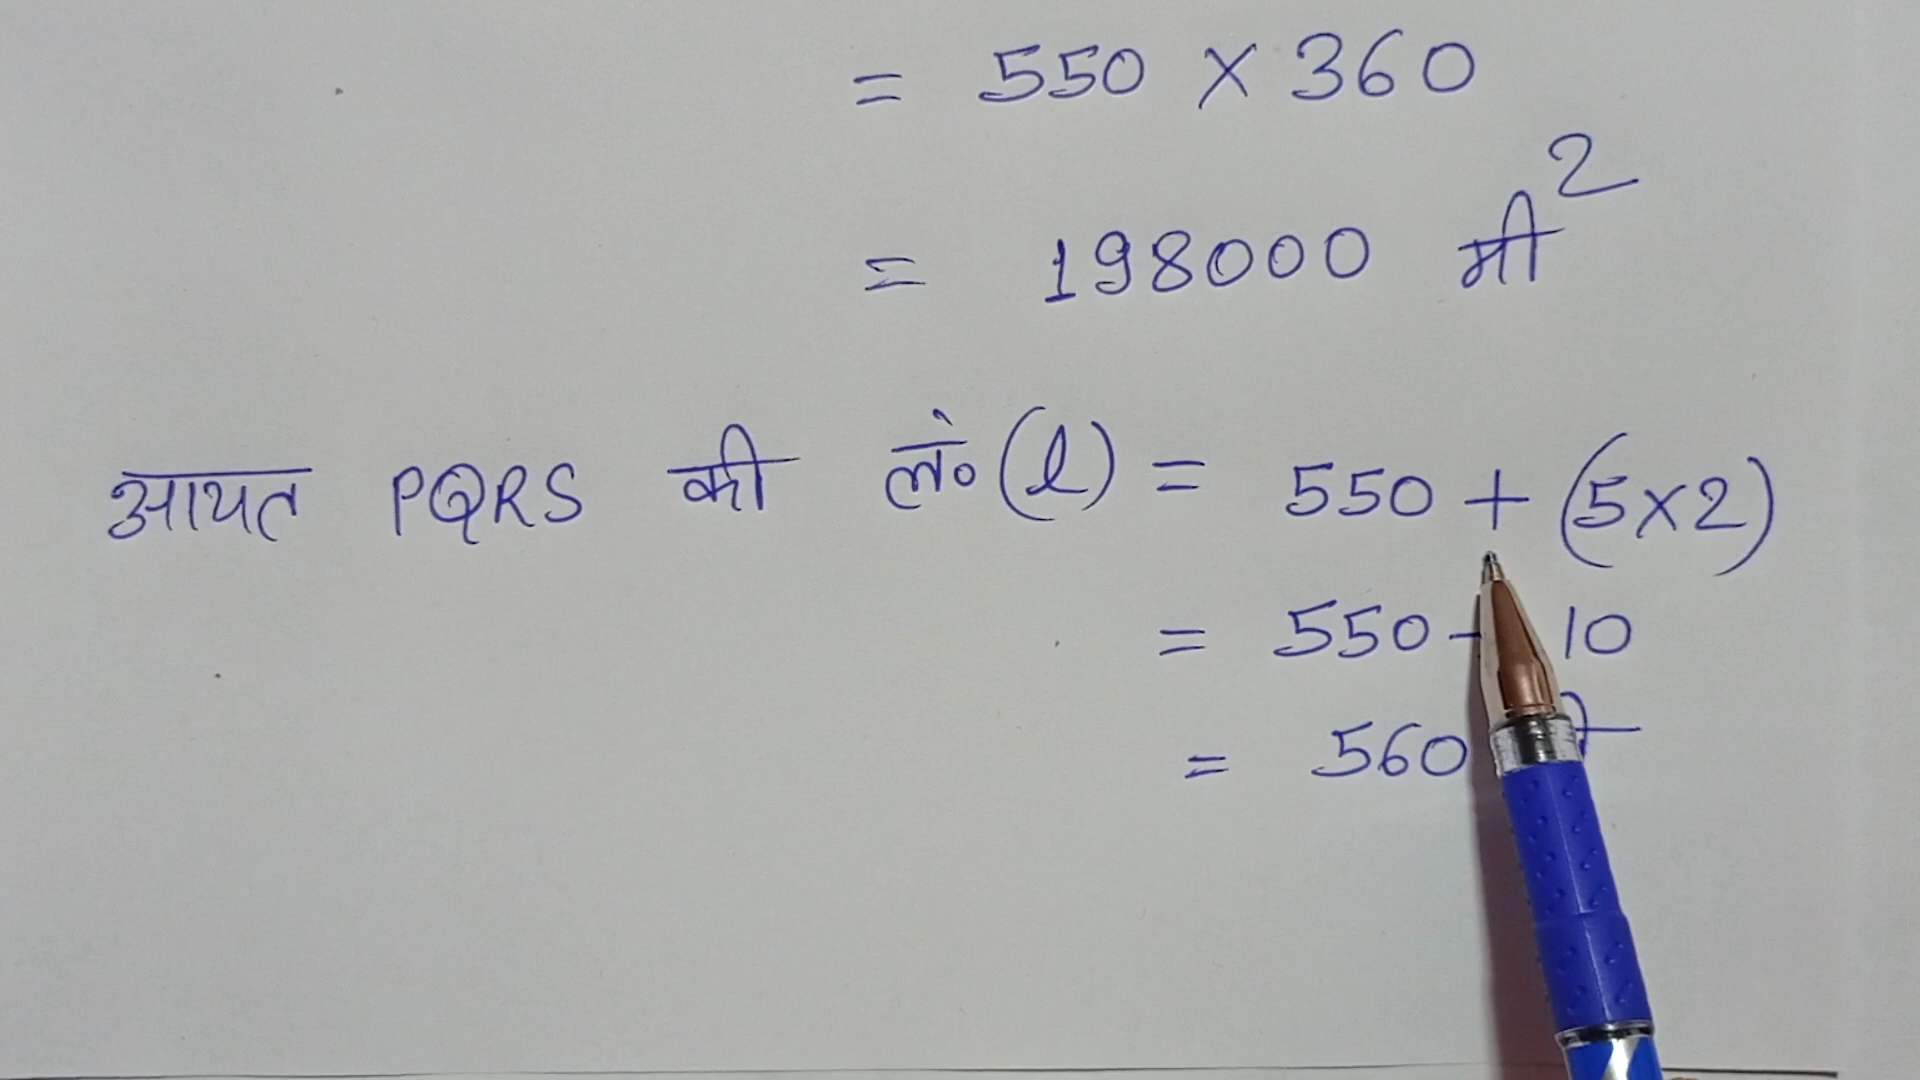 = 550 × 360
= 198000 मी²
आयत PQRS की लं० (l) = 550 + (5×2)
= 550 + 10
= 560